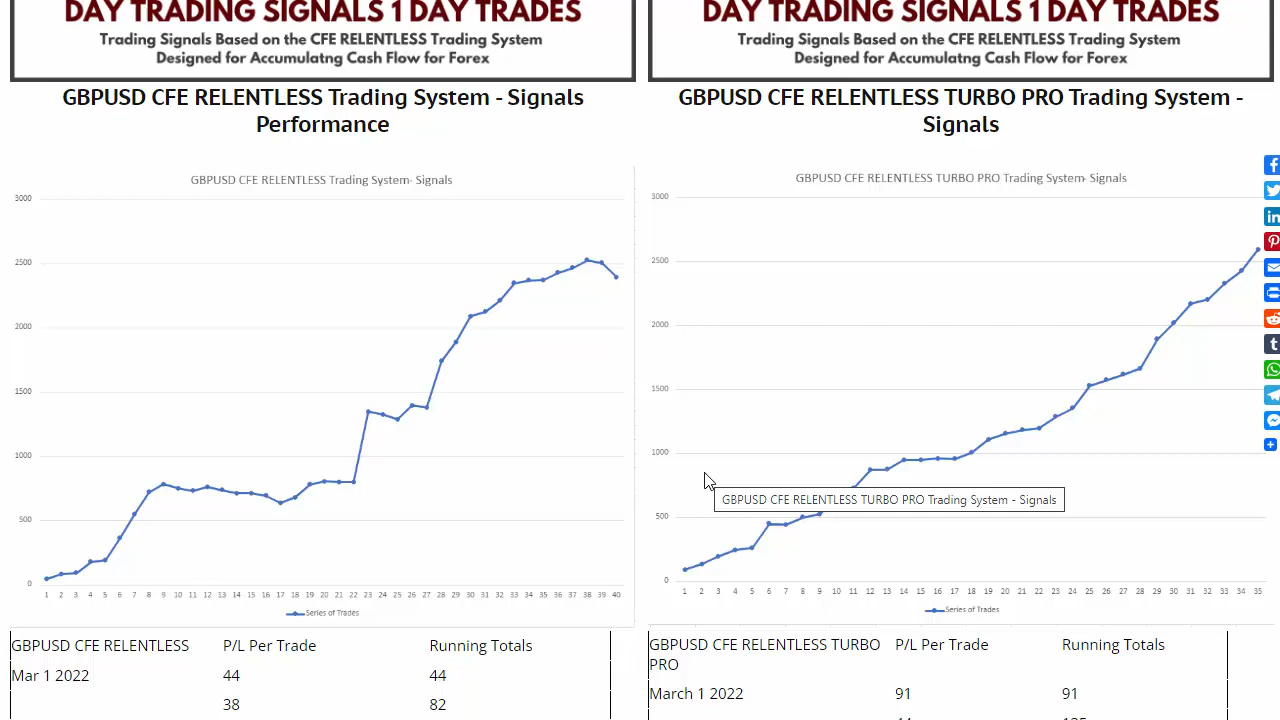 DAY TRADING SIGNALS 1 DAY TRADES
Trading Signals Based on the CFE RELENTLESS Trading System
Designed for Accumulatng Cash Flow for Forex
GBPUSD CFE RELENTLESS Trading System - Signals
Performance
GBPUSD CFE RELENTLESS Trading System- Signals
3000
2500
2000
1500
1000
500
0
1 2 3 4 5 6 7 8 9 10 11 12 13 14 15 16 17 18 19 20 21 22 23 24 25 26 27 28 29 30 31 32 33 34 35 36 37 38 39 40
Series of Trades
GBPUSD CFE RELENTLESS P/L Per Trade Running Totals
Mar 1 2022 44 44
38 82
DAY TRADING SIGNALS 1 DAY TRADES
Trading Signals Based on the CFE RELENTLESS Trading System
Designed for Accumulatng Cash Flow for Forex
GBPUSD CFE RELENTLESS TURBO PRO Trading System -
Signals
GBPUSD CFE RELENTLESS TURBO PRO Trading System- Signals
3000
2500
2000
1500
1000
500
0
GBPUSD CFE RELENTLESS TURBO PRO Trading System - Signals
1 2 3 4 5 6 7 8 9 10 11 12 13 14 15 16 17 18 19 20 21 22 23 24 25 26 27 28 29 30 31 32 33 34 35
Series of Trades
GBPUSD CFE RELENTLESS TURBO P/L Per Trade Running Totals
PRO
March 1 2022 91 91